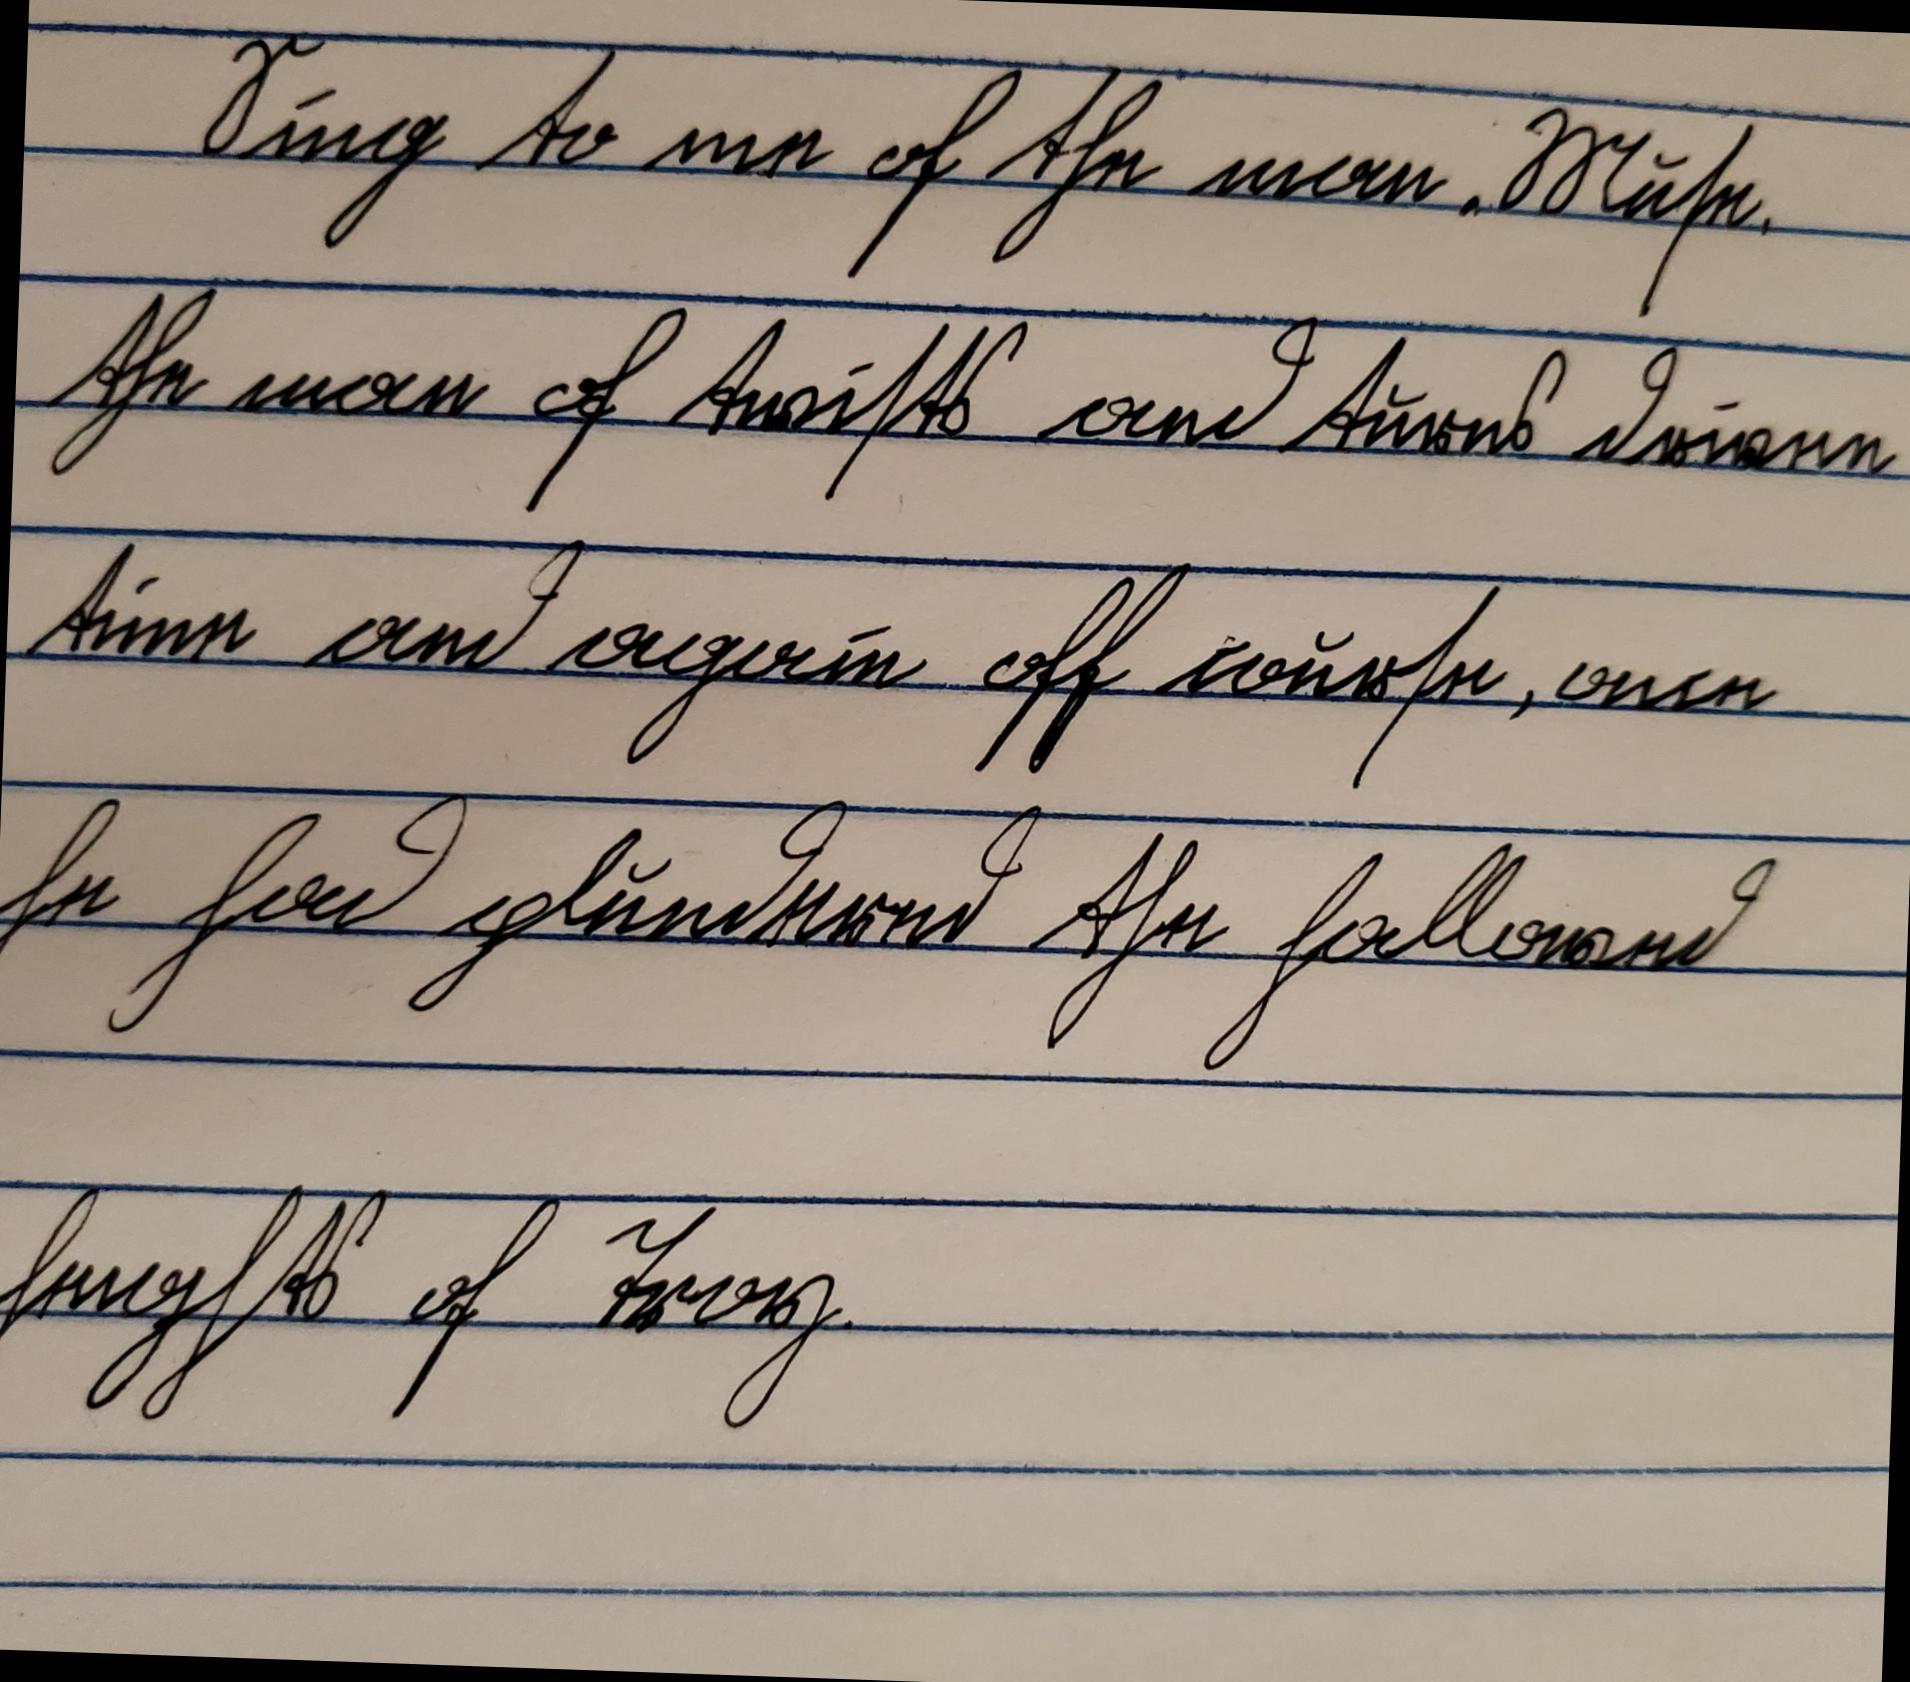 Sing to me of the man. Muse,
the man of twists and turns driven
time and again off course, once
he had plundered the hallowed
heights of Troy.